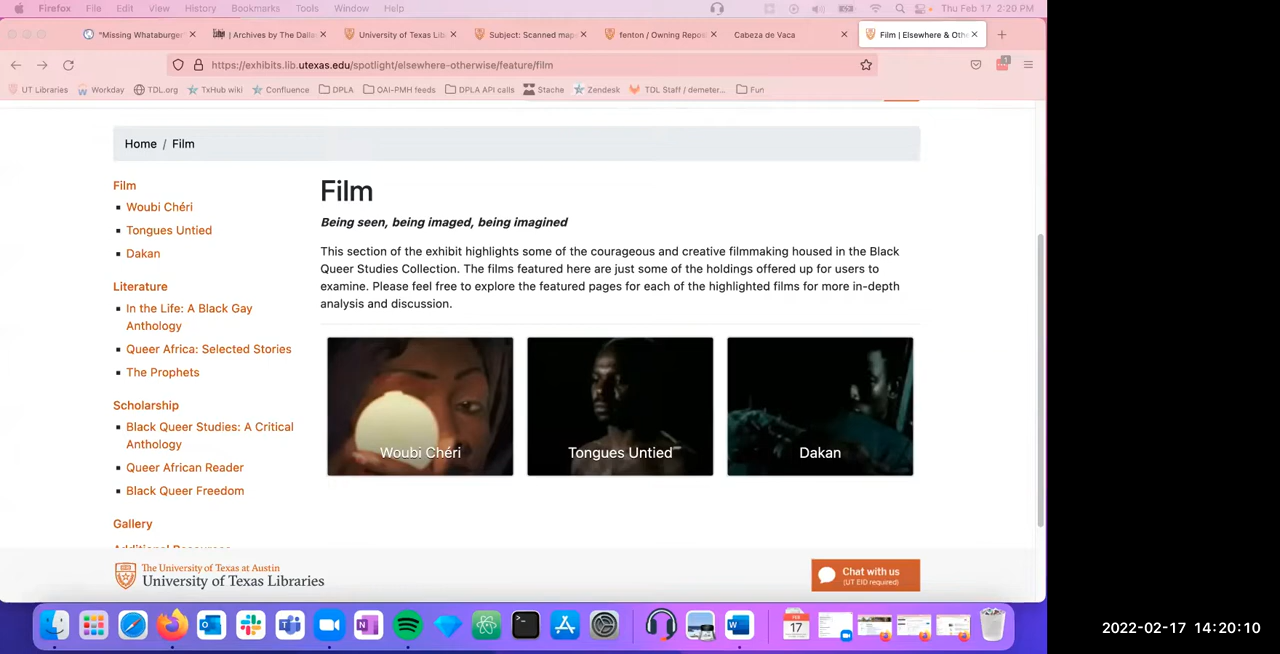 Firefox File Edit View History Bookmarks Tools Window Help Thu Feb 17 2:20 PM
"Missing Whataburger | Archives by The Dalla University of Texas Lib Subject: Scanned map fenton / Owning Repos Cabeza de Vaca Film | Elsewhere & Oth
https://exhibits.lib.utexas.edu/spotlight/elsewhere-otherwise/feature/film
1
UT Libraries Workday TDL.org TxHub wiki Confluence DPLA OAI-PMH feeds DPLA API calls Stache Zendesk TDL Staff / demeter... Fun
Home / Film
Film
Woubi Chéri
Tongues Untied
Dakan
Literature
In the Life: A Black Gay
Anthology
Queer Africa: Selected Stories
The Prophets
Scholarship
Black Queer Studies: A Critical
Anthology
Queer African Reader
Black Queer Freedom
Gallery
Additional Resources
Film
Being seen, being imaged, being imagined
This section of the exhibit highlights some of the courageous and creative filmmaking housed in the Black
Queer Studies Collection. The films featured here are just some of the holdings offered up for users to
examine. Please feel free to explore the featured pages for each of the highlighted films for more in-depth
analysis and discussion.
Woubi Chéri
Tongues Untied
Dakan
The University of Texas at Austin
University of Texas Libraries
Chat with us
(UT EID required)
17
2022-02-17 14:20:10